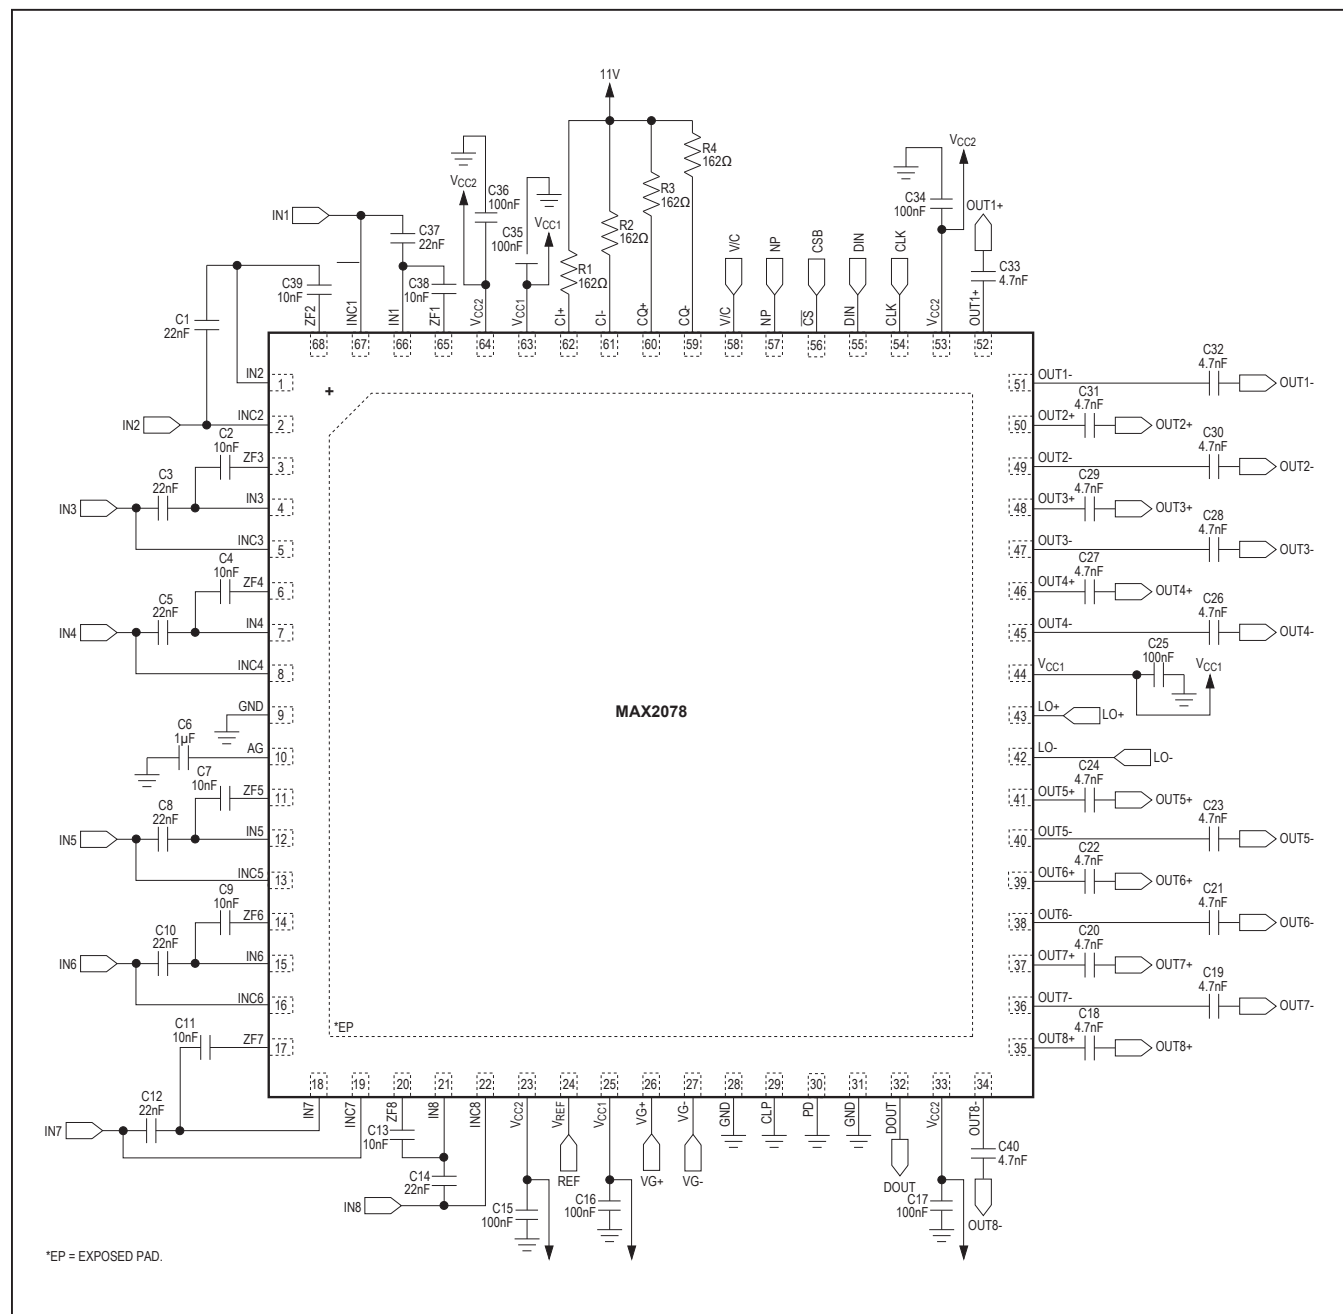 11V
R4
162Ω
R3
162Ω
R2
162Ω
R1
162Ω
VCC2
C36
100nF
C35
100nF
VCC1
C34
100nF
VCC2
OUT1+
C33
4.7nF
IN1
C37
22nF
C39
10nF
C38
10nF
C1
22nF
V/C
NP
CSB
DIN
CLK
ZF2
INC1
IN1
ZF1
VCC2
VCC1
CI+
CI-
CQ+
CQ-
V/C
NP
CS
DIN
CLK
VCC2
OUT1+
68
67
66
65
64
63
62
61
60
59
58
57
56
55
54
53
52
+
IN2
1
IN2
INC2
2
C2
10nF
ZF3
3
C3
22nF
IN3
IN3
4
INC3
5
C4
10nF
ZF4
6
C5
22nF
IN4
IN4
7
INC4
8
GND
9
C6
1µF
AG
10
C7
10nF
ZF5
11
C8
22nF
IN5
IN5
12
INC5
13
C9
10nF
ZF6
14
C10
22nF
IN6
IN6
15
INC6
16
C11
10nF
ZF7
17
MAX2078
*EP
51
OUT1-
C32
4.7nF
OUT1-
50
OUT2+
C31
4.7nF
OUT2+
49
OUT2-
C30
4.7nF
OUT2-
48
OUT3+
C29
4.7nF
OUT3+
47
OUT3-
C28
4.7nF
OUT3-
46
OUT4+
C27
4.7nF
OUT4+
45
OUT4-
C26
4.7nF
OUT4-
44
VCC1
C25
100nF
VCC1
43
LO+
LO+
42
LO-
LO-
41
OUT5+
C24
4.7nF
OUT5+
40
OUT5-
C23
4.7nF
OUT5-
39
OUT6+
C22
4.7nF
OUT6+
38
OUT6-
C21
4.7nF
OUT6-
37
OUT7+
C20
4.7nF
OUT7+
36
OUT7-
C19
4.7nF
OUT7-
35
OUT8+
C18
4.7nF
OUT8+
18
19
20
21
22
23
24
25
26
27
28
29
30
31
32
33
34
IN7
INC7
ZF8
IN8
INC8
VCC2
VREF
VCC1
VG+
VG-
GND
CLP
PD
GND
DOUT
VCC2
OUT8-
C12
22nF
IN7
C13
10nF
C14
22nF
IN8
C15
100nF
REF
C16
100nF
VG+
VG-
DOUT
C17
100nF
C40
4.7nF
OUT8-
*EP = EXPOSED PAD.